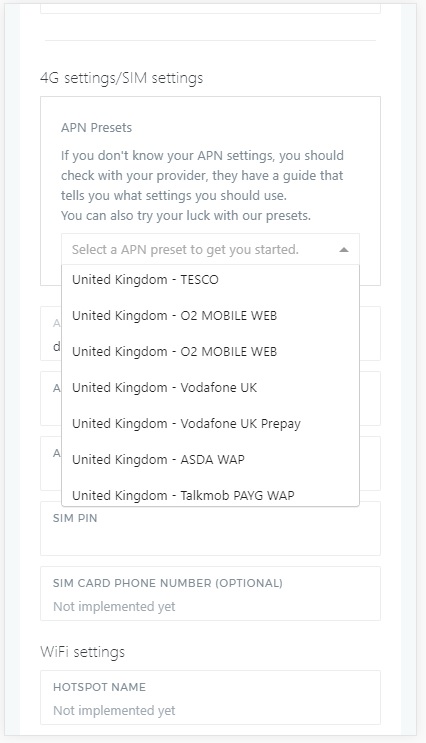 4G settings/SIM settings
APN Presets
If you don't know your APN settings, you should
check with your provider, they have a guide that
tells you what settings you should use.
You can also try your luck with our presets.
Select a APN preset to get you started.
United Kingdom - TESCO
United Kingdom - O2 MOBILE WEB
United Kingdom - O2 MOBILE WEB
United Kingdom - Vodafone UK
United Kingdom - Vodafone UK Prepay
United Kingdom - ASDA WAP
United Kingdom - Talkmob PAYG WAP
SIM PIN
SIM CARD PHONE NUMBER (OPTIONAL)
Not implemented yet
WiFi settings
HOTSPOT NAME
Not implemented yet